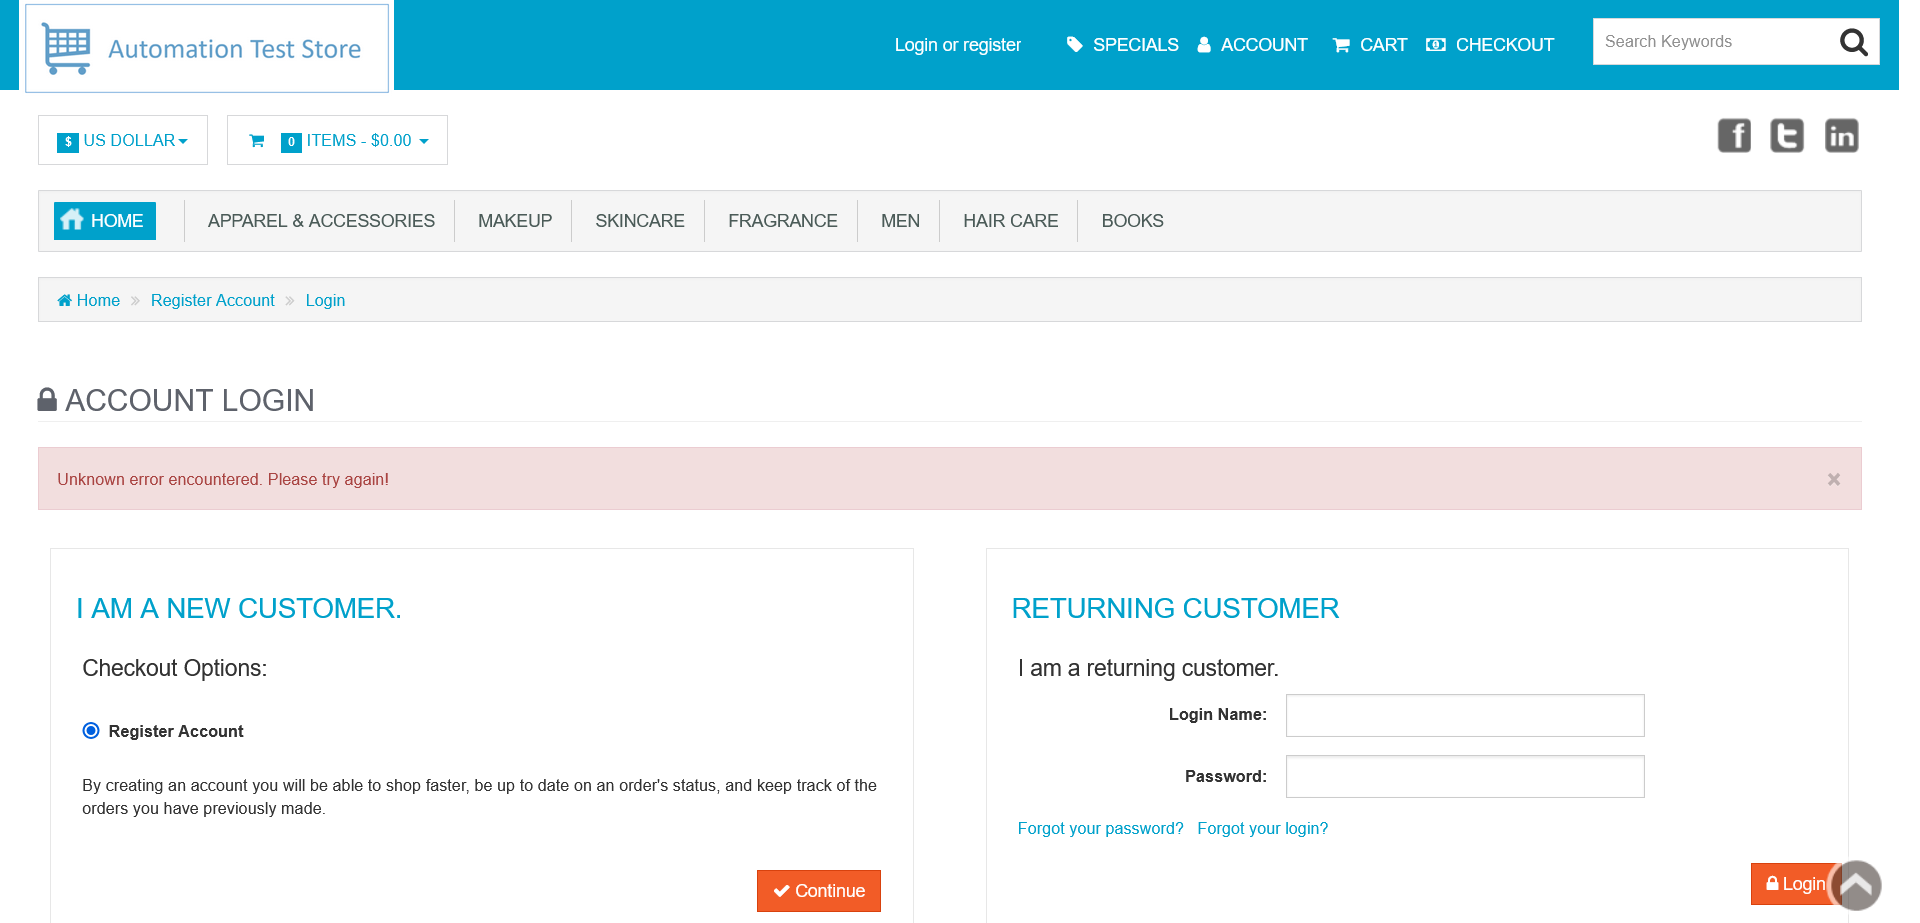 Automation Test Store
Login or register
SPECIALS
ACCOUNT
CART
CHECKOUT
Search Keywords
$ US DOLLAR
0 ITEMS - $0.00
f
t
in
HOME
APPAREL & ACCESSORIES
MAKEUP
SKINCARE
FRAGRANCE
MEN
HAIR CARE
BOOKS
Home » Register Account » Login
ACCOUNT LOGIN
Unknown error encountered. Please try again!
×
I AM A NEW CUSTOMER.
Checkout Options:
Register Account
By creating an account you will be able to shop faster, be up to date on an order's status, and keep track of the
orders you have previously made.
Continue
RETURNING CUSTOMER
I am a returning customer.
Login Name:
Password:
Forgot your password? Forgot your login?
Login